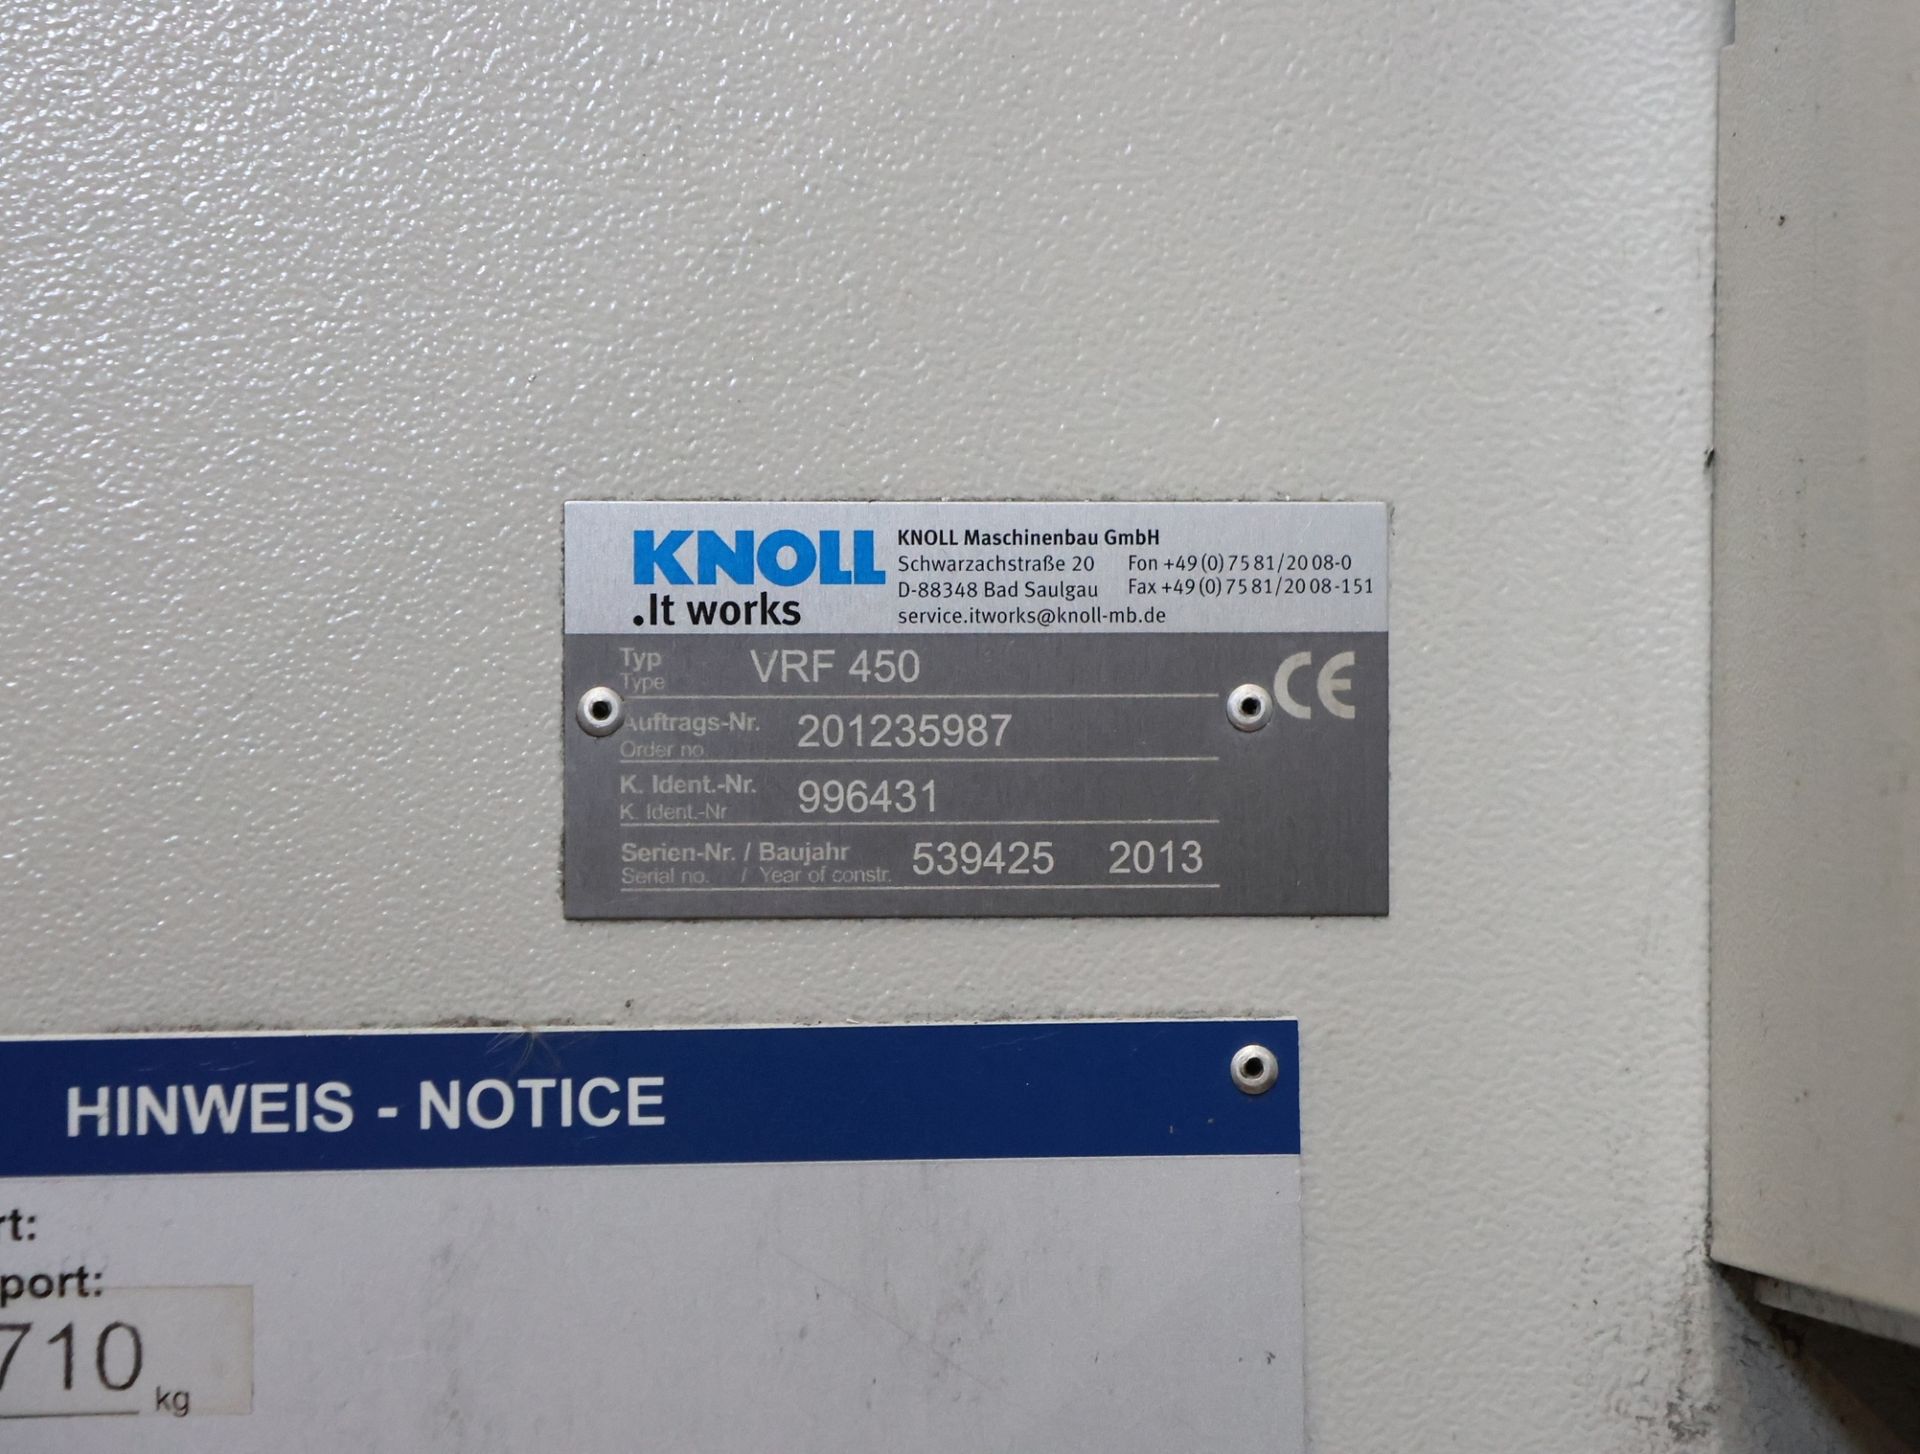 KNOLL
.It works
KNOLL Maschinenbau GmbH
Schwarzachstraße 20 Fon +49 (0) 75 81/20 08-0
D-88348 Bad Saulgau Fax +49 (0) 75 81/20 08-151
service.itworks@knoll-mb.de
Typ VRF 450
Type
CE
Auftrags-Nr. 201235987
Order no.
K. Ident.-Nr. 996431
K. Ident.-Nr
Serien-Nr. / Baujahr 539425 2013
Serial no. / Year of constr.
HINWEIS - NOTICE
rt:
port:
710 kg